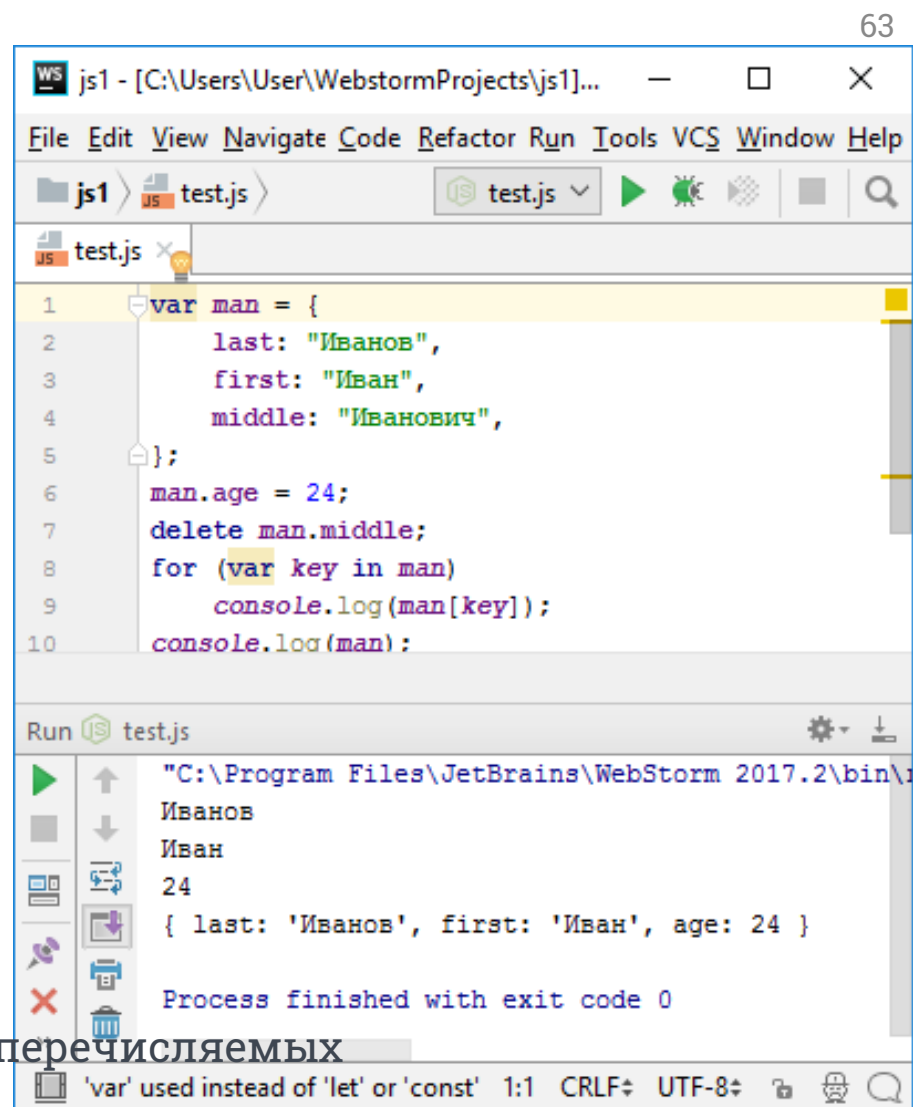 63
WS js1 - [C:\Users\User\WebstormProjects\js1]...
File Edit View Navigate Code Refactor Run Tools VCS Window Help
js1 test.js test.js
test.js
1 var man = {
2 last: "Иванов",
3 first: "Иван",
4 middle: "Иванович",
5 };
6 man.age = 24;
7 delete man.middle;
8 for (var key in man)
9 console.log(man[key]);
10 console.log(man);
Run test.js
"C:\Program Files\JetBrains\WebStorm 2017.2\bin\
Иванов
Иван
24
{ last: 'Иванов', first: 'Иван', age: 24 }
Process finished with exit code 0
перечисляемых
'var' used instead of 'let' or 'const' 1:1 CRLF UTF-8